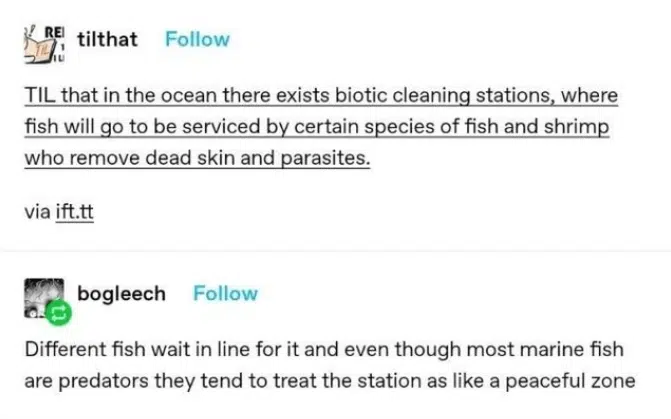 tilthat Follow
TIL that in the ocean there exists biotic cleaning stations, where
fish will go to be serviced by certain species of fish and shrimp
who remove dead skin and parasites.
via ift.tt
bogleech Follow
Different fish wait in line for it and even though most marine fish
are predators they tend to treat the station as like a peaceful zone